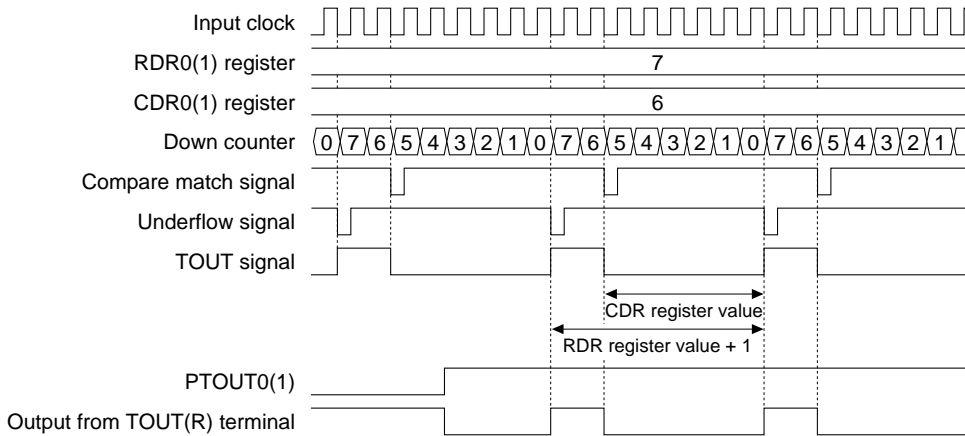 Input clock
RDR0(1) register 7
CDR0(1) register 6
Down counter 0 7 6 5 4 3 2 1 0 7 6 5 4 3 2 1 0 7 6 5 4 3 2 1
Compare match signal
Underflow signal
TOUT signal
CDR register value
RDR register value + 1
PTOUT0(1)
Output from TOUT(R) terminal